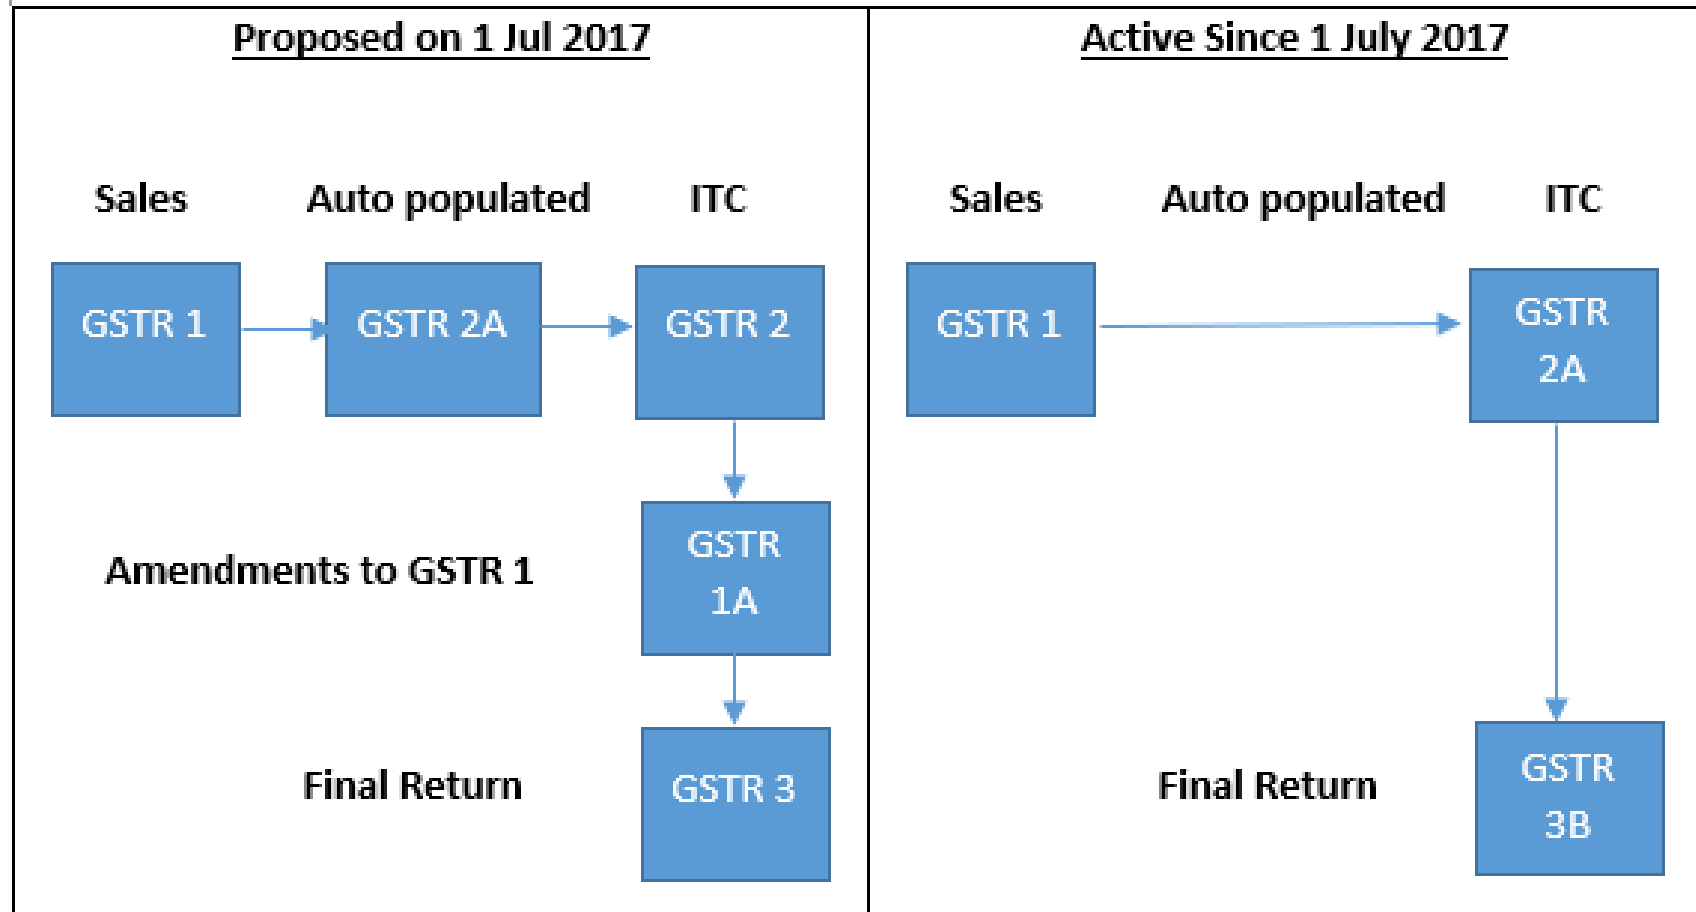 Proposed on 1 Jul 2017
Sales Auto populated ITC
GSTR 1 GSTR 2A GSTR 2
GSTR
1A
Amendments to GSTR 1
Final Return
GSTR 3
Active Since 1 July 2017
Sales Auto populated ITC
GSTR 1
GSTR
2A
Final Return
GSTR
3B